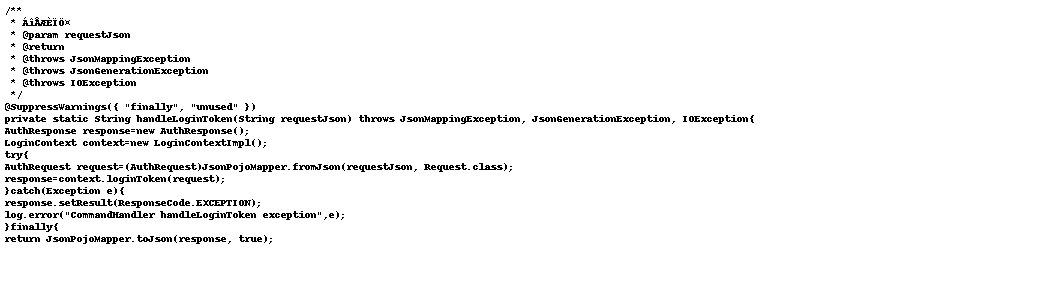 /**
 * ÁîÅÆÈÏÖ¤
 * @param requestJson
 * @return
 * @throws JsonMappingException
 * @throws JsonGenerationException
 * @throws IOException
 */
@SuppressWarnings({ "finally", "unused" })
private static String handleLoginToken(String requestJson) throws JsonMappingException, JsonGenerationException, IOException{
AuthResponse response=new AuthResponse();
LoginContext context=new LoginContextImpl();
try{
AuthRequest request=(AuthRequest)JsonPojoMapper.fromJson(requestJson, Request.class);
response=context.loginToken(request);
}catch(Exception e){
response.setResult(ResponseCode.EXCEPTION);
log.error("CommandHandler handleLoginToken exception",e);
}finally{
return JsonPojoMapper.toJson(response, true);